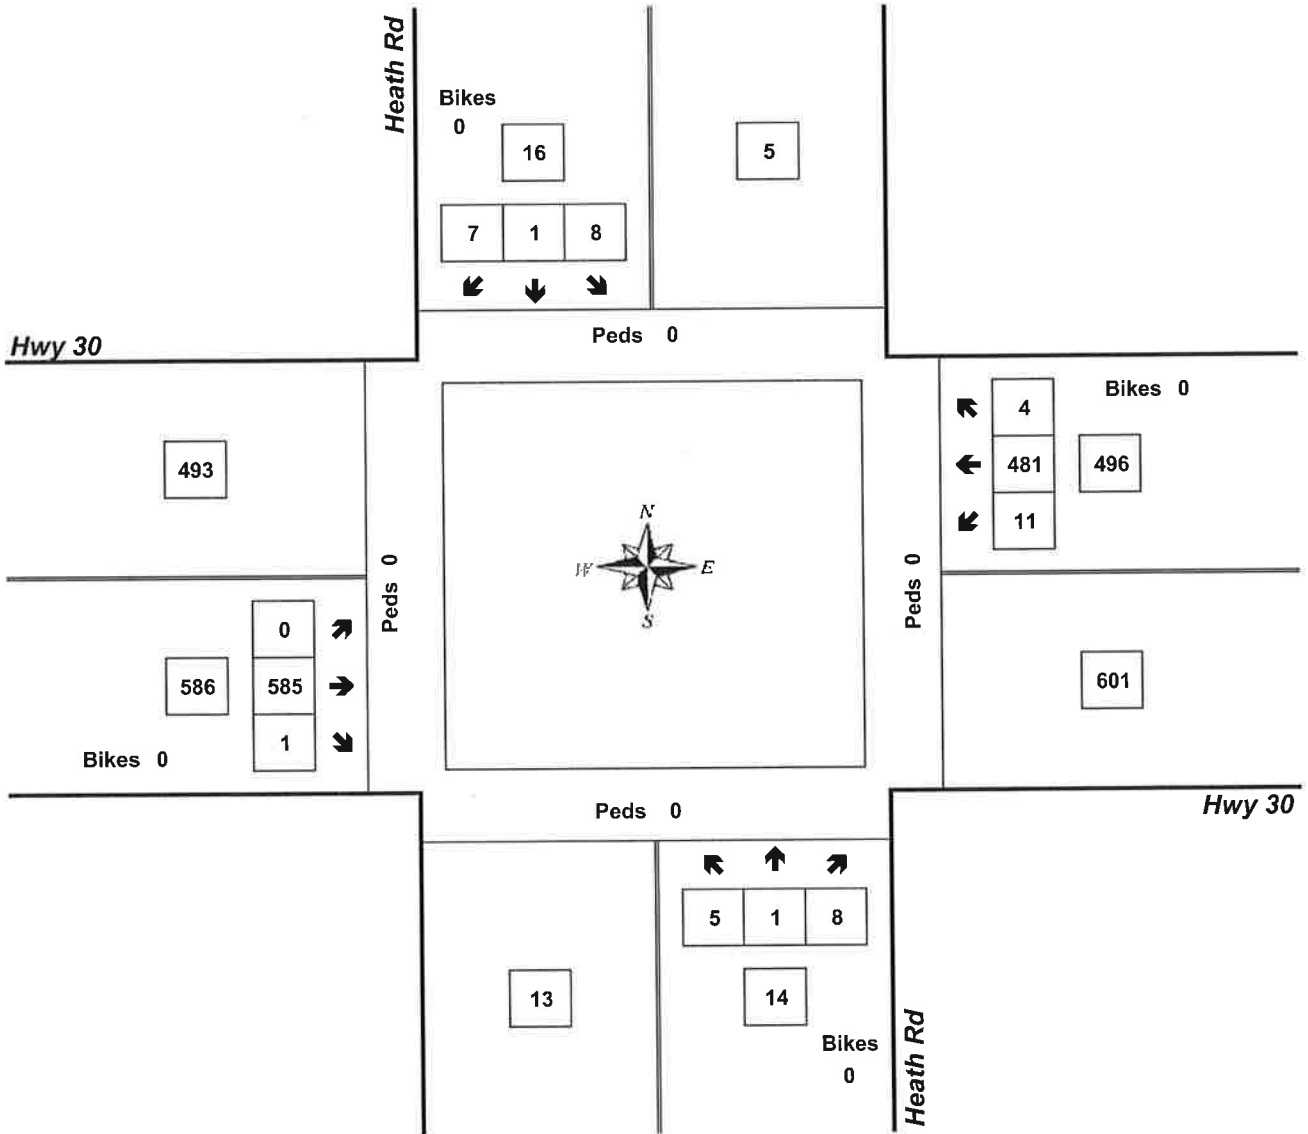 Heath Rd
Bikes
0
16
5
7 1 8
Peds 0
Hwy 30
4
Bikes 0
493
481
496
11
N
W
E
S
Peds 0
Peds 0
0
586
585
601
1
Bikes 0
Peds 0
Hwy 30
5 1 8
13
14
Bikes
0
Heath Rd